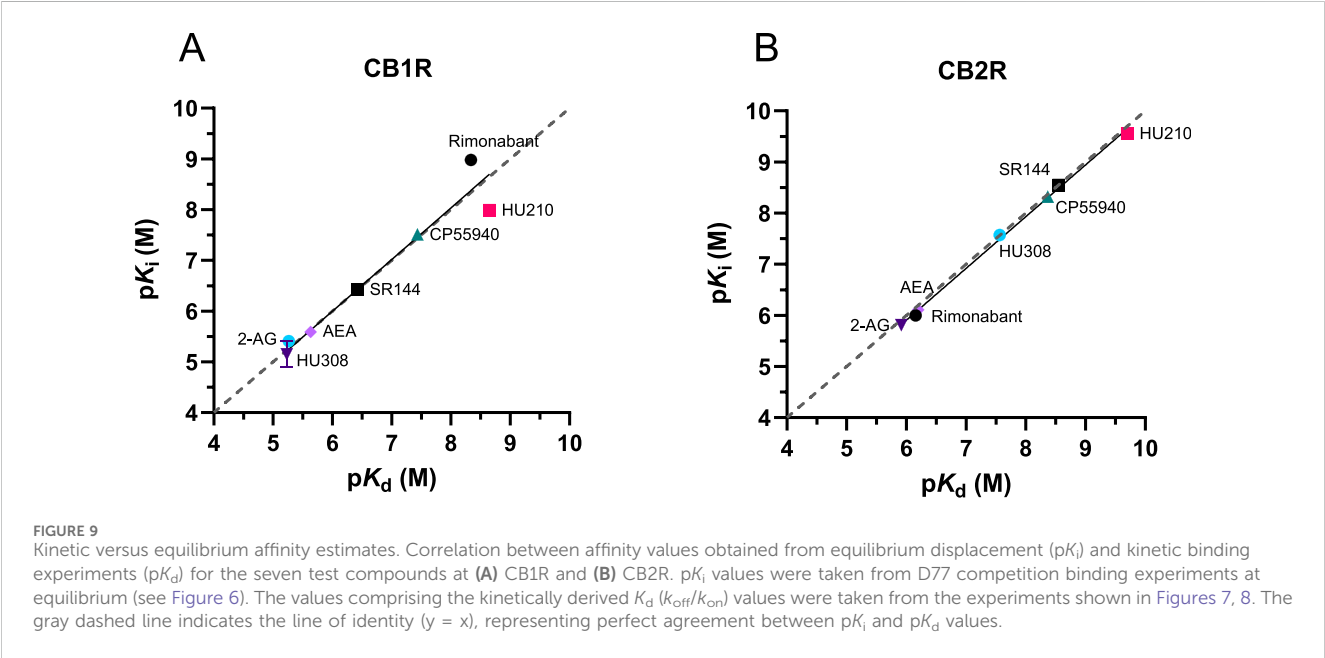 A
CB1R
10
9
8
7
6
5
4
pKi (M)
Rimonabant
HU210
CP55940
SR144
AEA
2-AG
HU308
4 5 6 7 8 9 10
pKd (M)
B
CB2R
10
9
8
7
6
5
4
pKi (M)
HU210
SR144
CP55940
HU308
AEA
2-AG
Rimonabant
4 5 6 7 8 9 10
pKd (M)
FIGURE 9
Kinetic versus equilibrium affinity estimates. Correlation between affinity values obtained from equilibrium displacement (pKi) and kinetic binding
experiments (pKd) for the seven test compounds at (A) CB1R and (B) CB2R. pKi values were taken from D77 competition binding experiments at
equilibrium (see Figure 6). The values comprising the kinetically derived Kd (koff/kon) values were taken from the experiments shown in Figures 7, 8. The
gray dashed line indicates the line of identity (y = x), representing perfect agreement between pKi and pKd values.